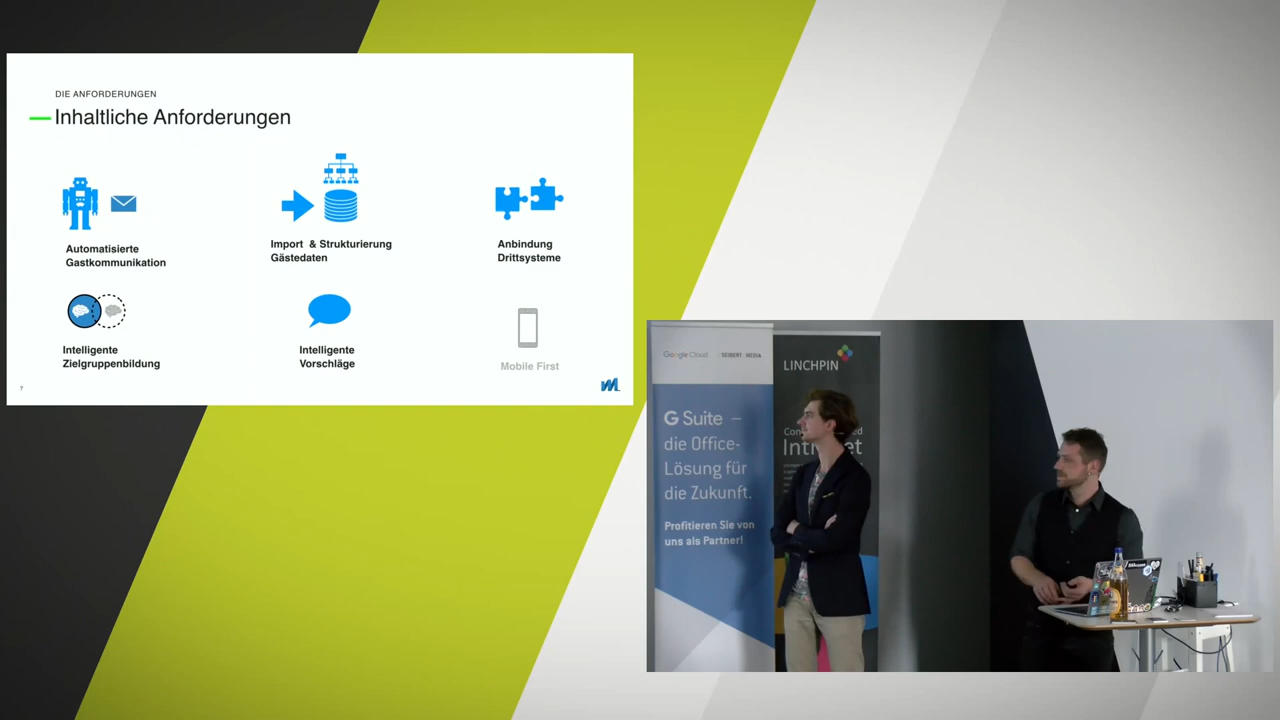 DIE ANFORDERUNGEN
Inhaltliche Anforderungen
Automatisierte
Gastkommunikation
Import & Strukturierung
Gästedaten
Anbindung
Drittsysteme
Intelligente
Zielgruppenbildung
Intelligente
Vorschläge
Mobile First
7
Google Cloud
SEIBERT MEDIA
G Suite –
die Office-
Lösung für
die Zukunft.
Profitieren Sie von
uns als Partner!
LINCHPIN